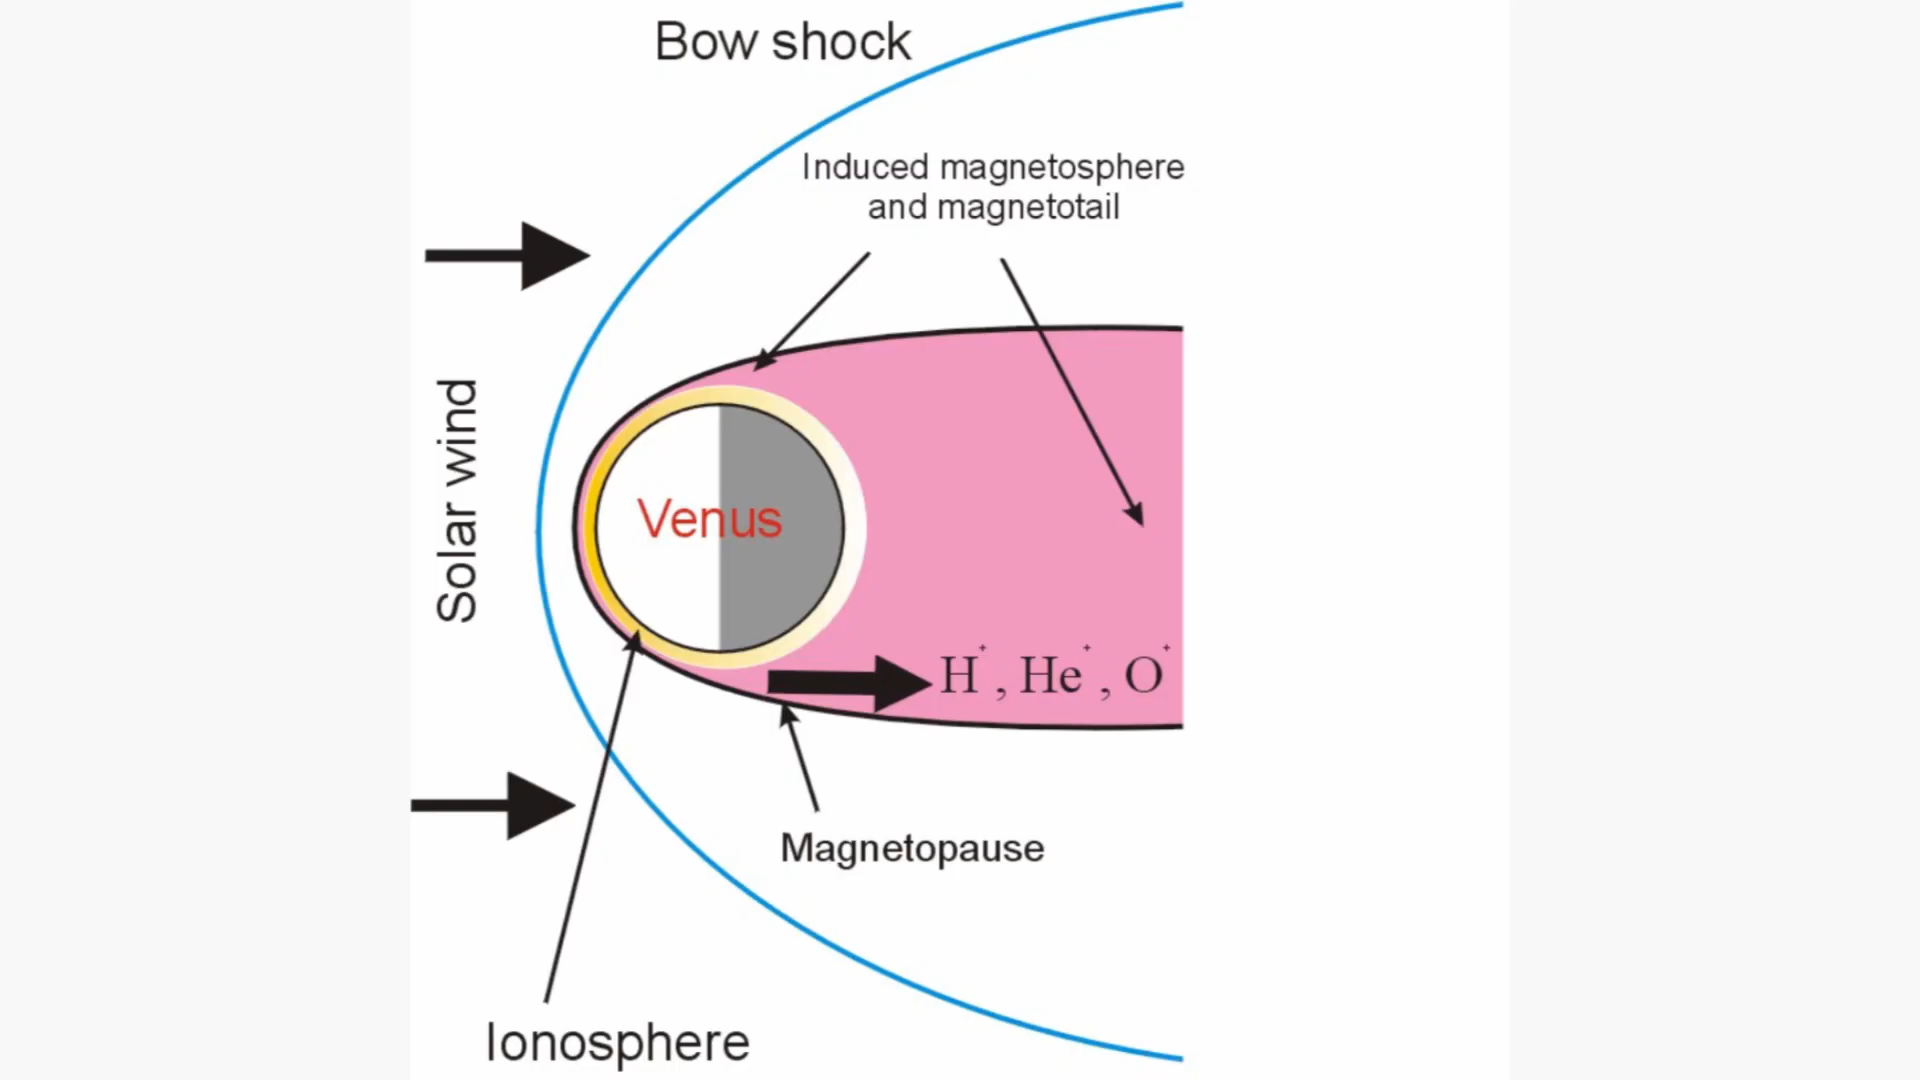 Bow shock
Induced magnetosphere
and magnetotail
Solar wind
Venus
H⁺, He⁺, O⁺
Magnetopause
Ionosphere